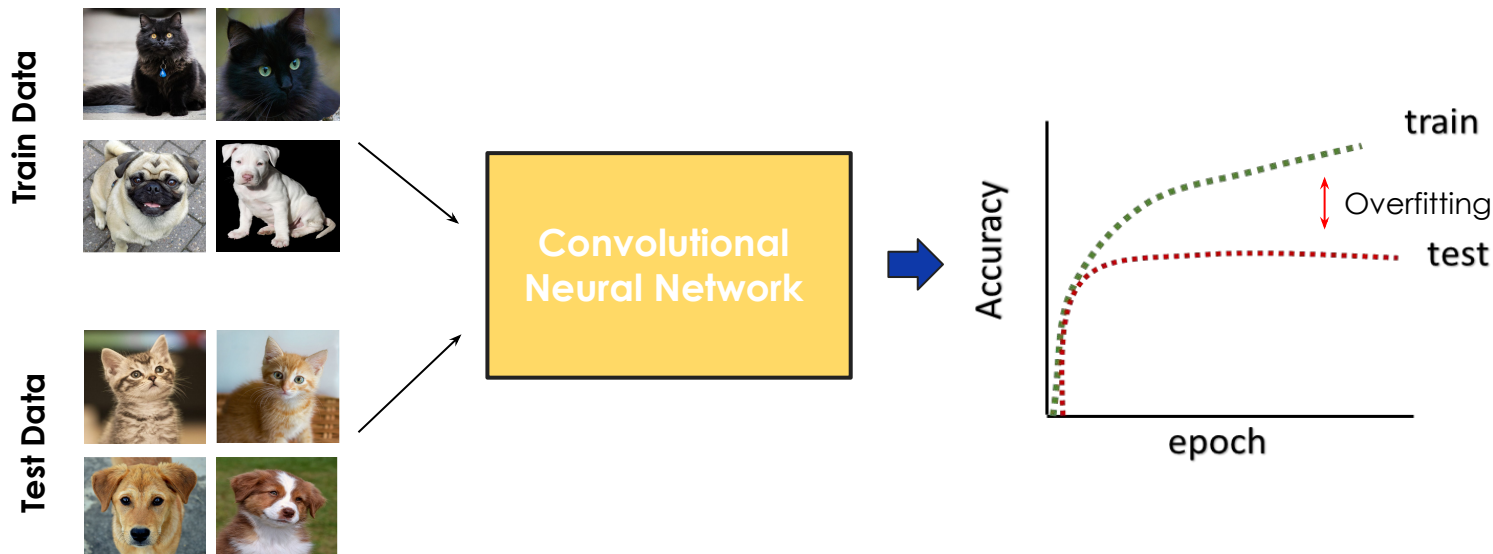 Train Data
Test Data
Convolutional
Neural Network
Accuracy
epoch
train
Overfitting
test